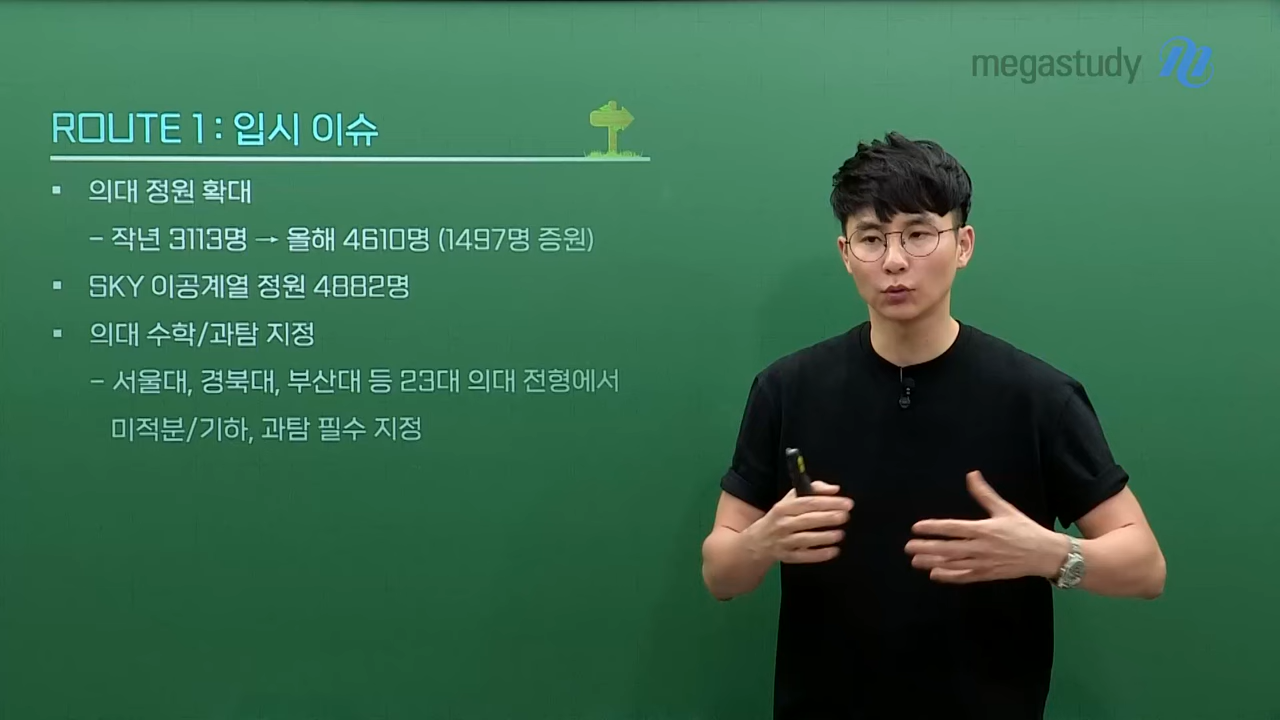 megastudy
ROUTE 1 : 입시 이슈
▪ 의대 정원 확대
– 작년 3113명 → 올해 4610명 (1497명 증원)
▪ SKY 이공계열 정원 4882명
▪ 의대 수학/과탐 지정
– 서울대, 경북대, 부산대 등 23대 의대 전형에서
미적분/기하, 과탐 필수 지정